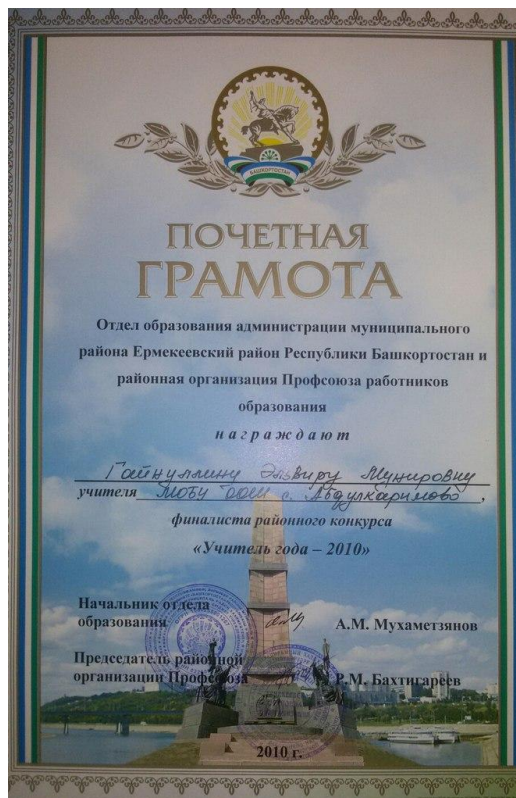 БАШКОРТОСТАН
ПОЧЕТНАЯ
ГРАМОТА
Отдел образования администрации муниципального
района Ермекеевский район Республики Башкортостан и
районная организация Профсоюза работников
образования
награждают
Гайнуллину Эльвиру Мунировну
учителя МОБУ ООШ с. Абдулкаримово,
финалиста районного конкурса
«Учитель года – 2010»
Начальник отдела
образования А.М. Мухаметзянов
Председатель районной
организации Профсоюза Р.М. Бахтигареев
2010 г.